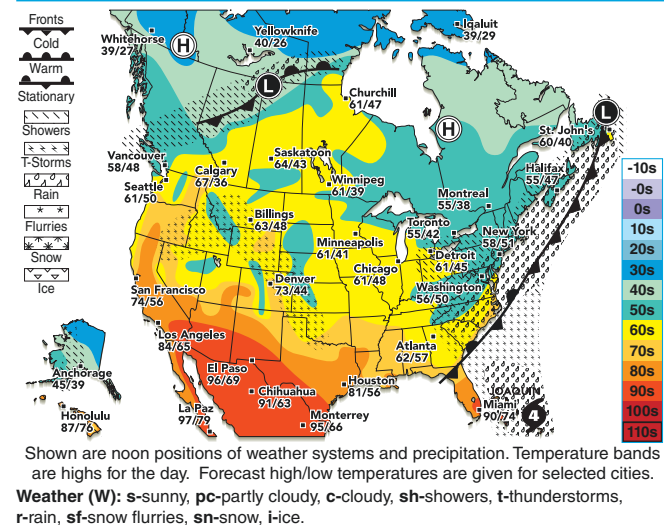 Fronts
Cold
Warm
Stationary
Showers
T-Storms
Rain
Flurries
Snow
Ice
Whitehorse
39/27
H
Yellowknife
40/26
Iqaluit
39/29
L
Churchill
61/47
H
L
St. John's
60/40
Vancouver
58/48
Calgary
67/36
Saskatoon
64/43
Winnipeg
61/39
Halifax
55/47
Seattle
61/50
Montreal
55/38
Billings
63/48
Minneapolis
61/41
Toronto
55/42
New York
58/51
Detroit
61/45
Chicago
61/48
Denver
73/44
Washington
56/50
San Francisco
74/56
Los Angeles
84/65
Atlanta
62/57
El Paso
96/69
Chihuahua
91/63
Houston
81/56
La Paz
97/79
Monterrey
95/66
JOAQUIN
4
Miami
90/74
Anchorage
45/39
Honolulu
87/76
-10s
-0s
0s
10s
20s
30s
40s
50s
60s
70s
80s
90s
100s
110s
Shown are noon positions of weather systems and precipitation. Temperature bands
are highs for the day. Forecast high/low temperatures are given for selected cities.
Weather (W): s-sunny, pc-partly cloudy, c-cloudy, sh-showers, t-thunderstorms,
r-rain, sf-snow flurries, sn-snow, i-ice.